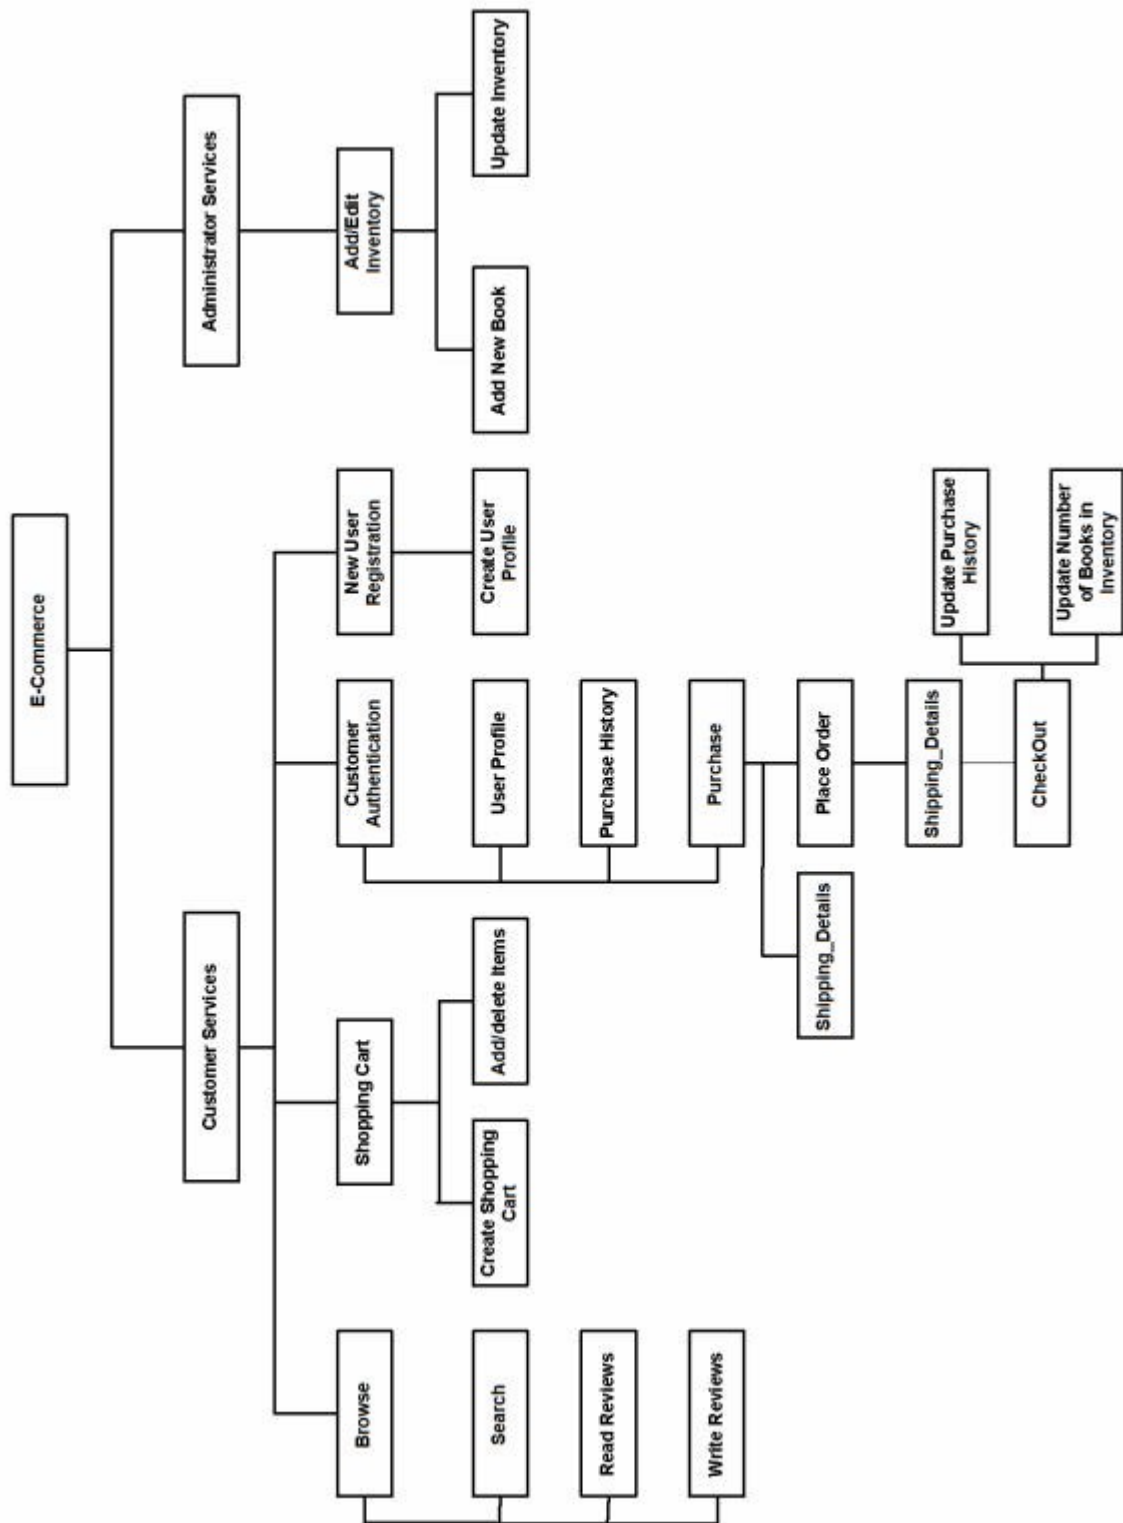 E-Commerce
Customer Services
Administrator Services
Browse
Shopping Cart
Customer
Authentication
New User
Registration
Add/Edit
Inventory
Search
Create Shopping
Cart
Add/delete Items
User Profile
Create User
Profile
Add New Book
Update Inventory
Read Reviews
Purchase History
Write Reviews
Purchase
Shipping_Details
Place Order
Shipping_Details
Update Purchase
History
CheckOut
Update Number
of Books in
Inventory